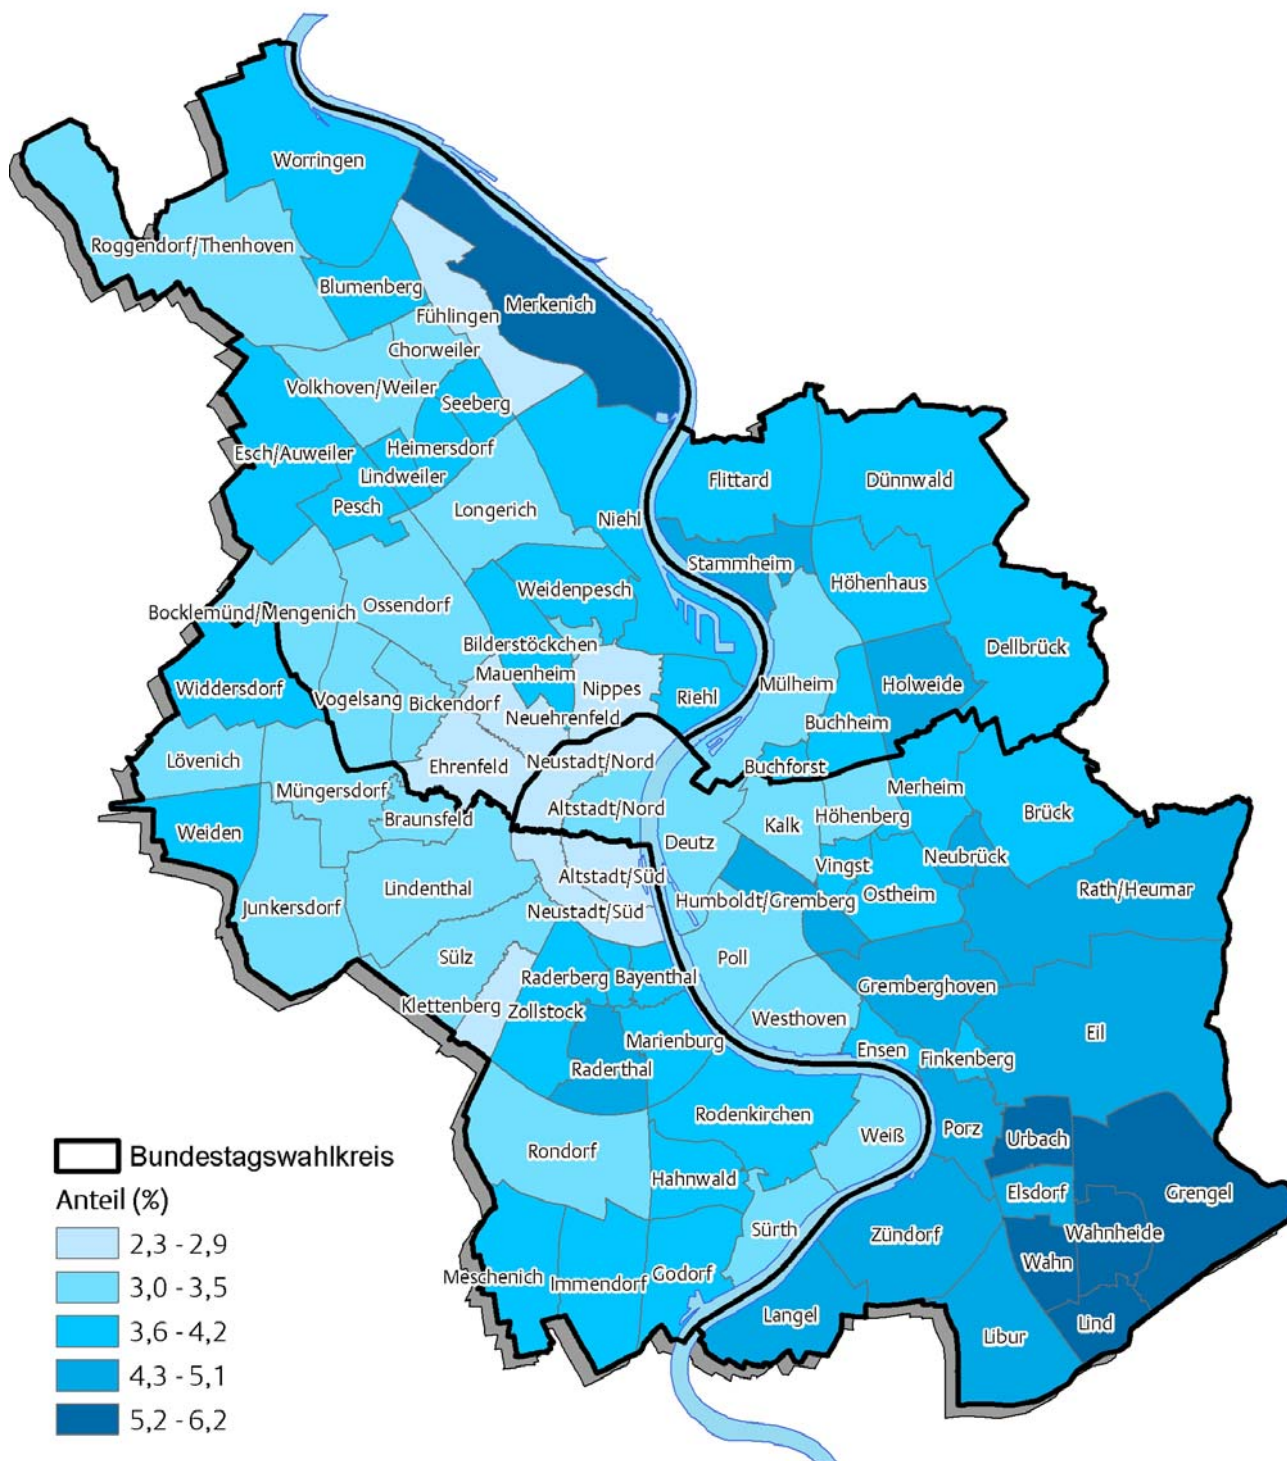 Worringen
Roggendorf/Thenhoven
Blumenberg
Merkenich
Fühlingen
Chorweiler
Volkhoven/Weiler
Seeberg
Heimersdorf
Esch/Auweiler
Lindweiler
Pesch
Longerich
Niehl
Flittard
Dünnwald
Stammheim
Höhenhaus
Weidenpesch
Ossendorf
Bocklemünd/Mengenich
Bilderstöckchen
Dellbrück
Mauenheim
Nippes
Riehl
Mülheim
Holweide
Widdersdorf
Vogelsang
Bickendorf
Neuehrenfeld
Buchheim
Lövenich
Ehrenfeld
Neustadt/Nord
Buchforst
Müngersdorf
Merheim
Altstadt/Nord
Braunsfeld
Höhenberg
Brück
Weiden
Kalk
Deutz
Neubrück
Vingst
Altstadt/Süd
Lindenthal
Rath/Heumar
Ostheim
Humboldt/Gremberg
Junkersdorf
Neustadt/Süd
Sülz
Poll
Raderberg
Bayenthal
Gremberghoven
Klettenberg
Zollstock
Westhoven
Eil
Marienburg
Ensen
Finkenberg
Raderthal
Rodenkirchen
Weiß
Porz
Urbach
Rondorf
Hahnwald
Elsdorf
Grengel
Sürth
Zündorf
Wahnheide
Wahn
Meschenich
Immendorf
Godorf
Langel
Libur
Lind
Bundestagswahlkreis
Anteil (%)
2,3 - 2,9
3,0 - 3,5
3,6 - 4,2
4,3 - 5,1
5,2 - 6,2